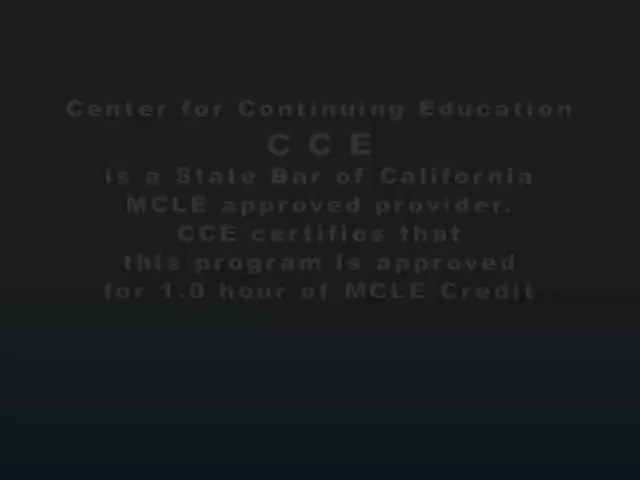 Center for Continuing Education
C C E
is a State Bar of California
MCLE approved provider.
CCE certifies that
this program is approved
for 1.0 hour of MCLE Credit